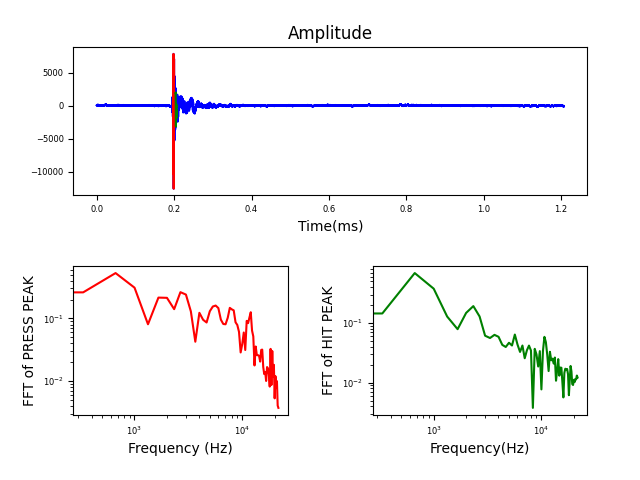 Amplitude
5000
0
−5000
−10000
0.0 0.2 0.4 0.6 0.8 1.0 1.2
Time(ms)
FFT of PRESS PEAK
10⁻¹
10⁻²
10³ 10⁴
Frequency (Hz)
FFT of HIT PEAK
10⁻¹
10⁻²
10³ 10⁴
Frequency(Hz)